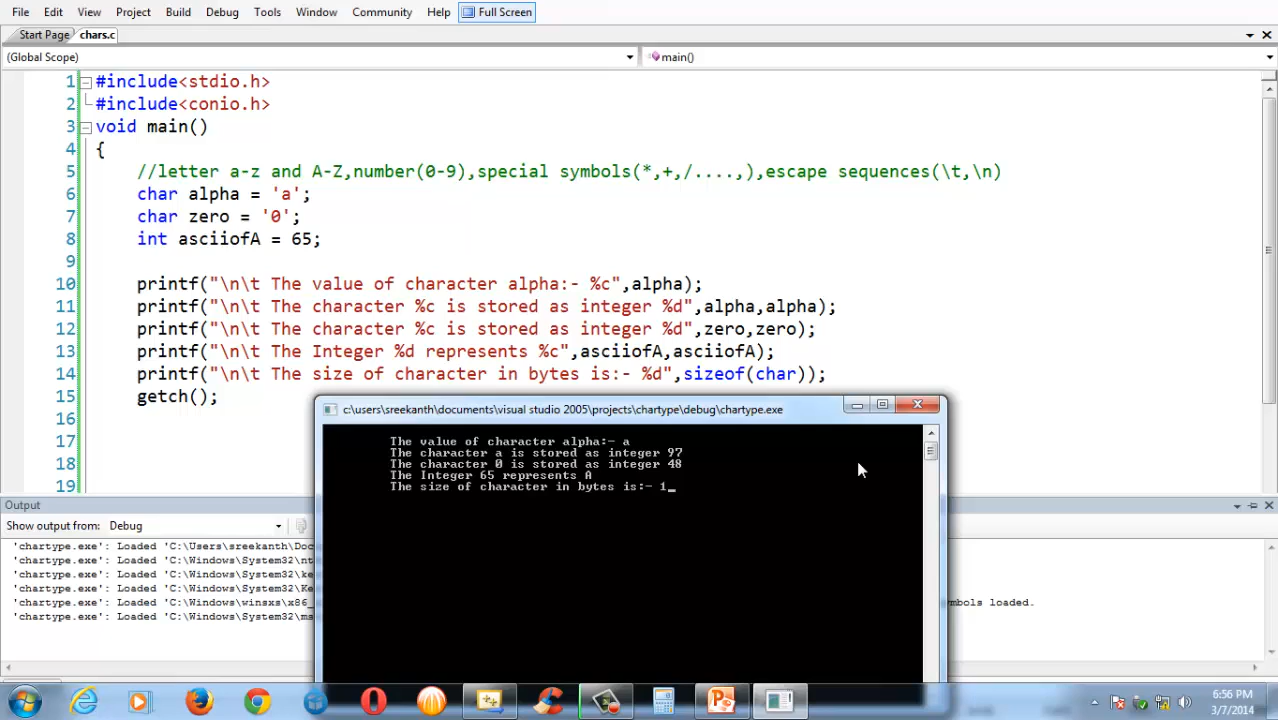 File Edit View Project Build Debug Tools Window Community Help Full Screen
Start Page chars.c
(Global Scope) main()
1 #include<stdio.h>
2 #include<conio.h>
3 void main()
4 {
5 //letter a-z and A-Z,number(0-9),special symbols(*,+,/....,),escape sequences(\t,\n)
6 char alpha = 'a';
7 char zero = '0';
8 int asciiofA = 65;
9
10 printf("\n\t The value of character alpha:- %c",alpha);
11 printf("\n\t The character %c is stored as integer %d",alpha,alpha);
12 printf("\n\t The character %c is stored as integer %d",zero,zero);
13 printf("\n\t The Integer %d represents %c",asciiofA,asciiofA);
14 printf("\n\t The size of character in bytes is:- %d",sizeof(char));
15 getch();
16
17
18
19
c:\users\sreekanth\documents\visual studio 2005\projects\chartype\debug\chartype.exe
The value of character alpha:- a
The character a is stored as integer 97
The character 0 is stored as integer 48
The Integer 65 represents A
The size of character in bytes is:- 1_
Output
Show output from: Debug
'chartype.exe': Loaded 'C:\Users\sreekanth\Doc
'chartype.exe': Loaded 'C:\Windows\System32\nt
'chartype.exe': Loaded 'C:\Windows\System32\ke
'chartype.exe': Loaded 'C:\Windows\System32\Ke
'chartype.exe': Loaded 'C:\Windows\winsxs\x86_ mbols loaded.
'chartype.exe': Loaded 'C:\Windows\System32\ms
6:56 PM
3/7/2014